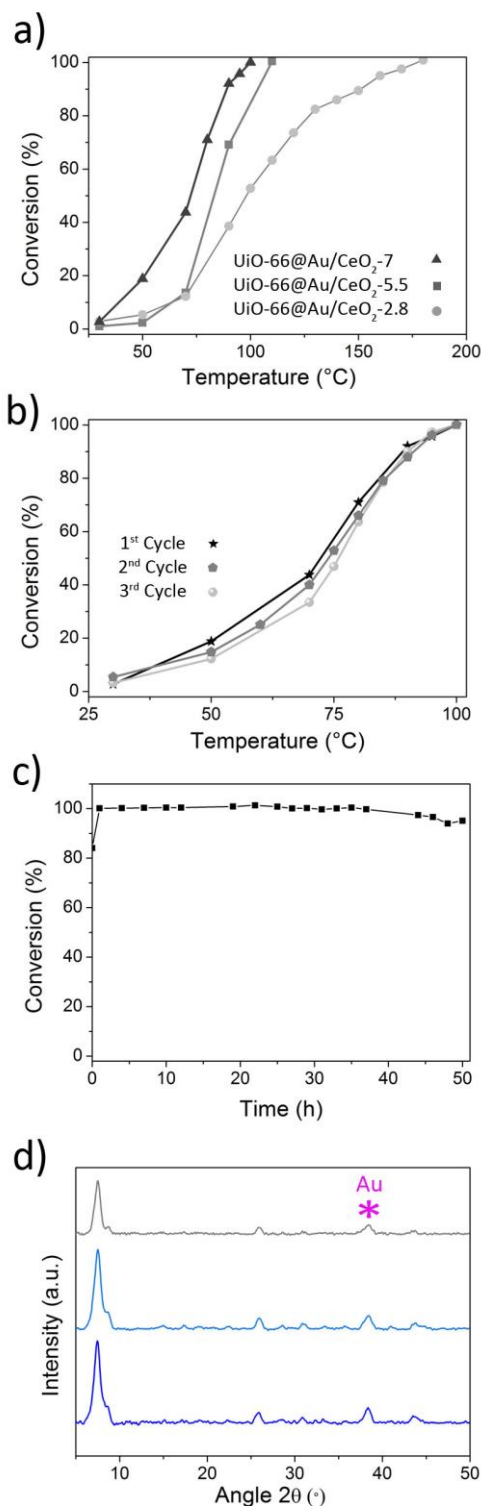 a)
100
80
60
40
20
0
Conversion (%)
UiO-66@Au/CeO₂-7
UiO-66@Au/CeO₂-5.5
UiO-66@Au/CeO₂-2.8
50 100 150 200
Temperature (°C)
b)
100
80
60
40
20
0
Conversion (%)
1st Cycle
2nd Cycle
3rd Cycle
25 50 75 100
Temperature (°C)
c)
100
80
60
40
20
0
Conversion (%)
0 10 20 30 40 50
Time (h)
d)
Au
*
Intensity (a.u.)
10 20 30 40 50
Angle 2θ (°)